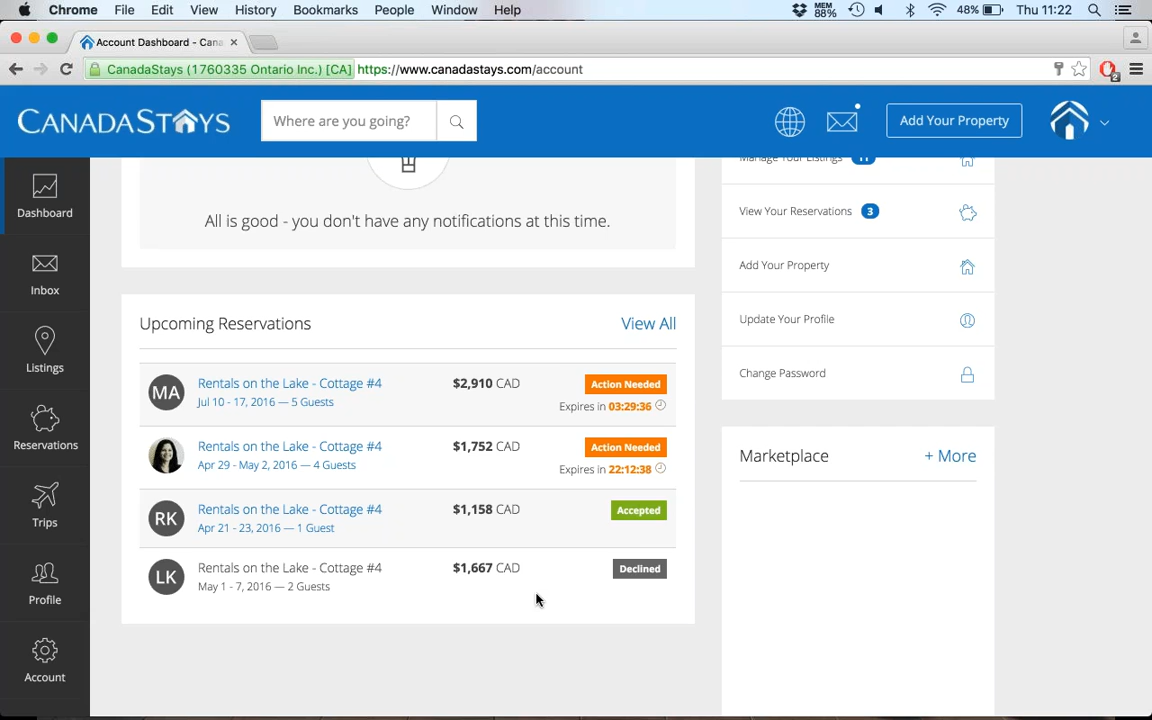 Chrome File Edit View History Bookmarks People Window Help MEM 88% 48% Thu 11:22
Account Dashboard - Cana
CanadaStays (1760335 Ontario Inc.) [CA] https://www.canadastays.com/account 2
CANADASTAYS Where are you going? Add Your Property
Dashboard
Inbox
Listings
Reservations
Trips
Profile
Account
All is good - you don't have any notifications at this time.
Upcoming Reservations View All
MA Rentals on the Lake - Cottage #4 $2,910 CAD Action Needed
Jul 10 - 17, 2016 — 5 Guests Expires in 03:29:36
Rentals on the Lake - Cottage #4 $1,752 CAD Action Needed
Apr 29 - May 2, 2016 — 4 Guests Expires in 22:12:38
RK Rentals on the Lake - Cottage #4 $1,158 CAD Accepted
Apr 21 - 23, 2016 — 1 Guest
LK Rentals on the Lake - Cottage #4 $1,667 CAD Declined
May 1 - 7, 2016 — 2 Guests
Manage Your Listings 11
View Your Reservations 3
Add Your Property
Update Your Profile
Change Password
Marketplace + More